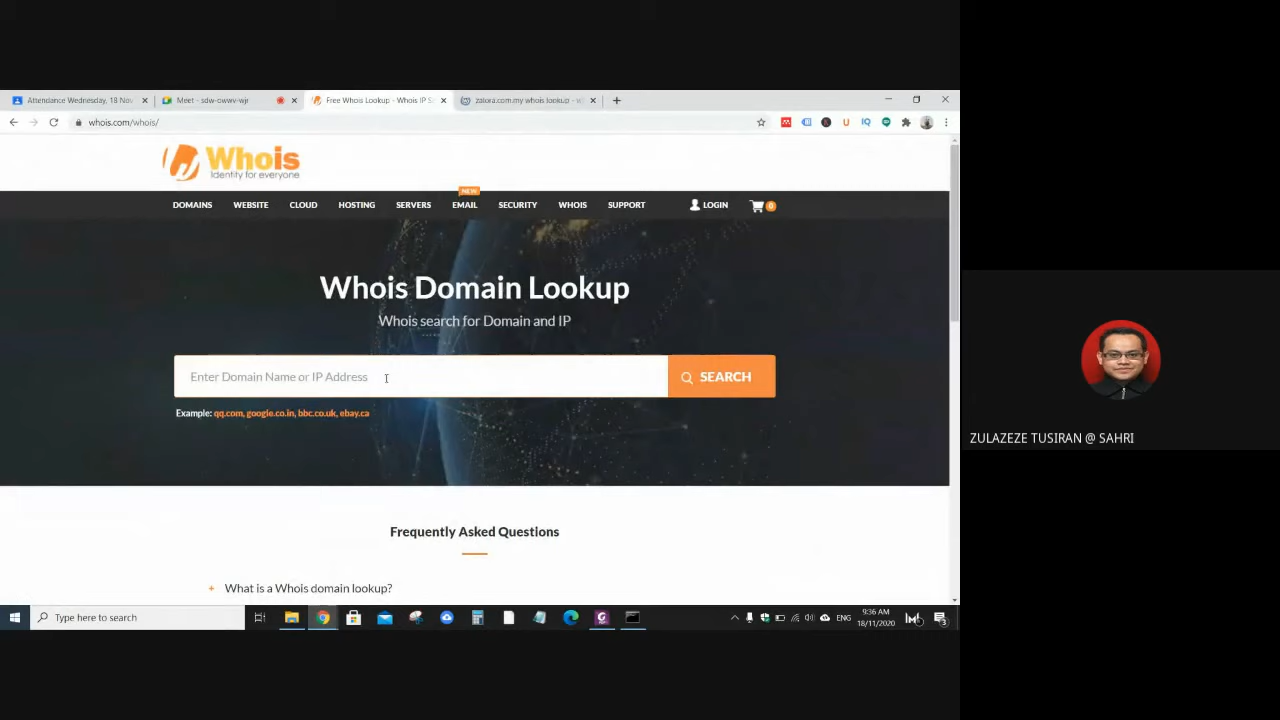 Attendance Wednesday, 18 Nov
Meet - sdw-owwv-wjr
Free Whois Lookup - Whois IP S
zalora.com.my whois lookup - w
whois.com/whois/
Whois
Identity for everyone
NEW
DOMAINS WEBSITE CLOUD HOSTING SERVERS EMAIL SECURITY WHOIS SUPPORT LOGIN 0
Whois Domain Lookup
Whois search for Domain and IP
Enter Domain Name or IP Address SEARCH
Example: qq.com, google.co.in, bbc.co.uk, ebay.ca
ZULAZEZE TUSIRAN @ SAHRI
Frequently Asked Questions
+ What is a Whois domain lookup?
Type here to search
ENG
9:36 AM
18/11/2020
3